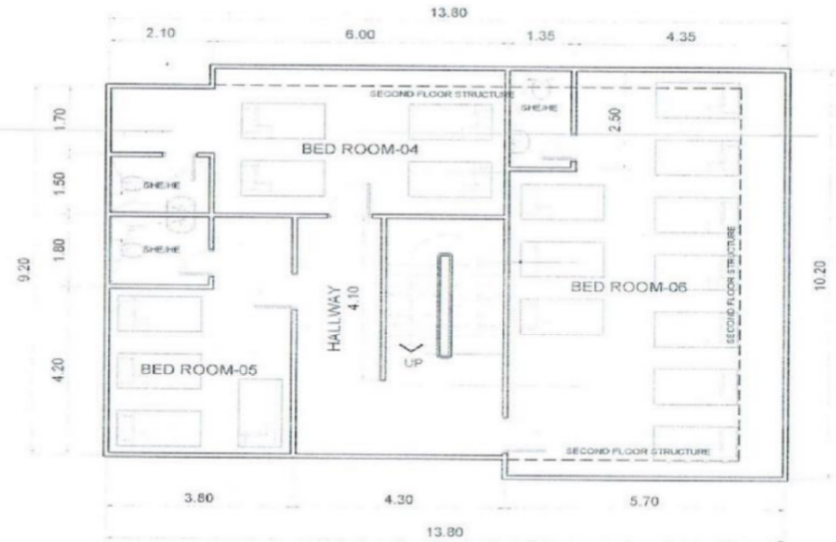 13.80
2.10 6.00 1.35 4.35
SECOND FLOOR STRUCTURE
SHE/HE
1.70
2.50
BED ROOM-04
1.50
SHE/HE
9.20
1.80
SHE/HE
HALLWAY
4.10
BED ROOM-06
SECOND FLOOR STRUCTURE
10.20
UP
4.20
BED ROOM-05
SECOND FLOOR STRUCTURE
3.80 4.30 5.70
13.80